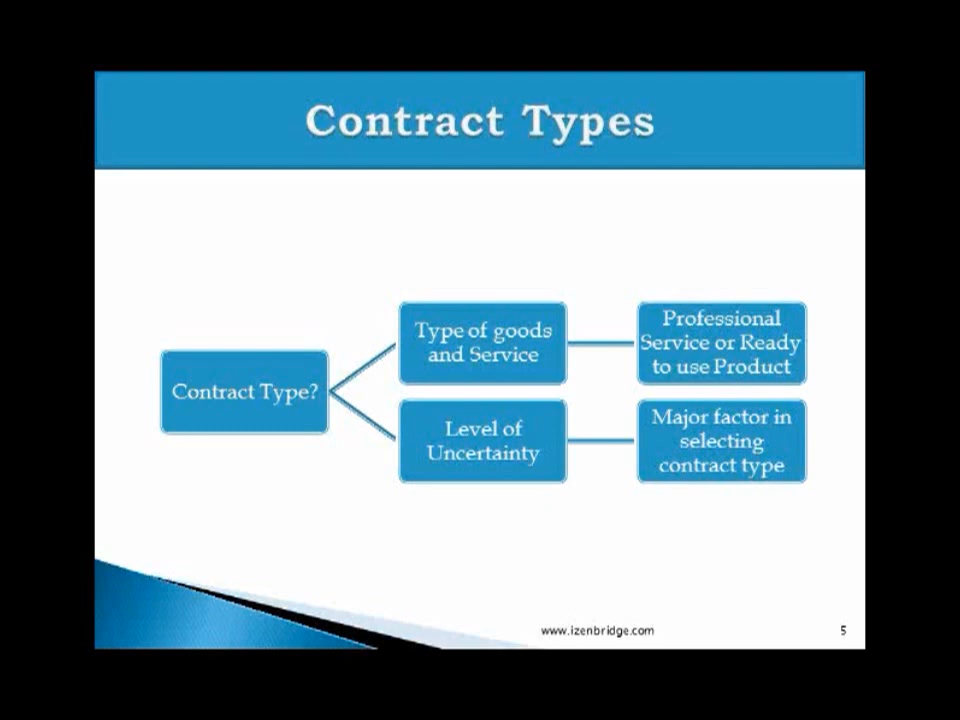 Contract Types
Contract Type?
Type of goods
and Service
Professional
Service or Ready
to use Product
Level of
Uncertainty
Major factor in
selecting
contract type
www.izenbridge.com
5